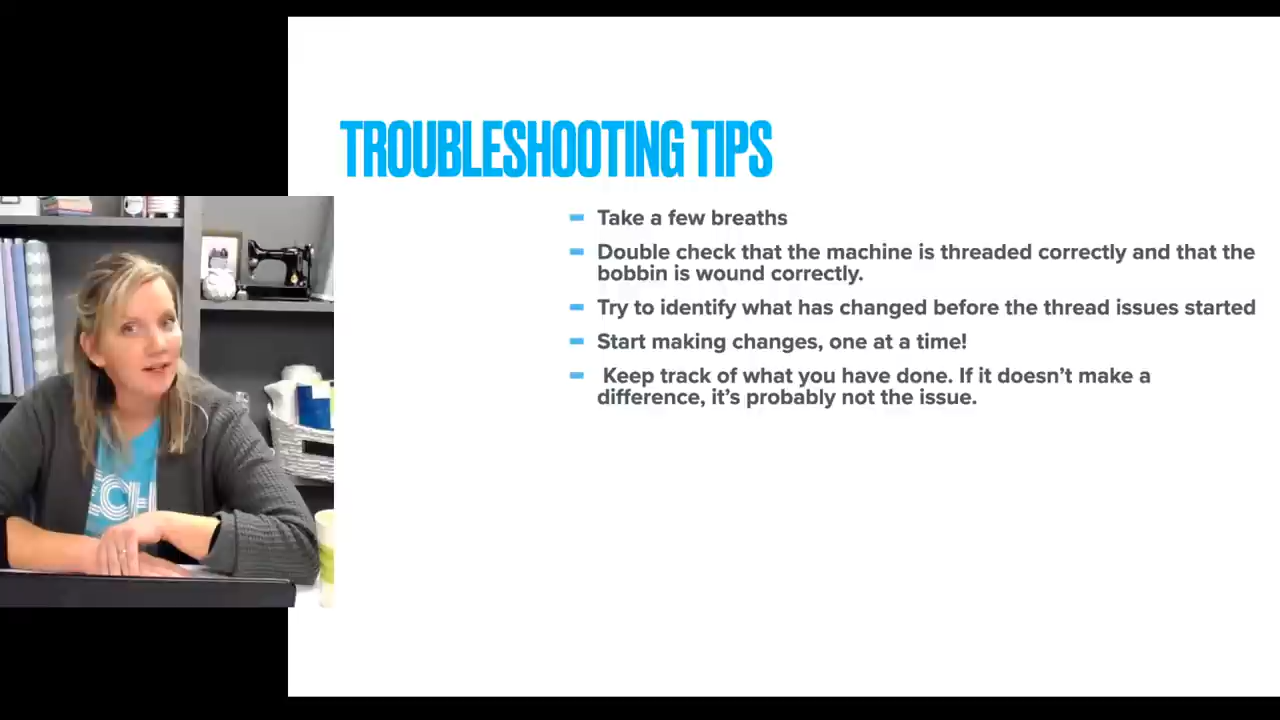 TROUBLESHOOTING TIPS
Take a few breaths
Double check that the machine is threaded correctly and that the
bobbin is wound correctly.
Try to identify what has changed before the thread issues started
Start making changes, one at a time!
Keep track of what you have done. If it doesn't make a
difference, it's probably not the issue.